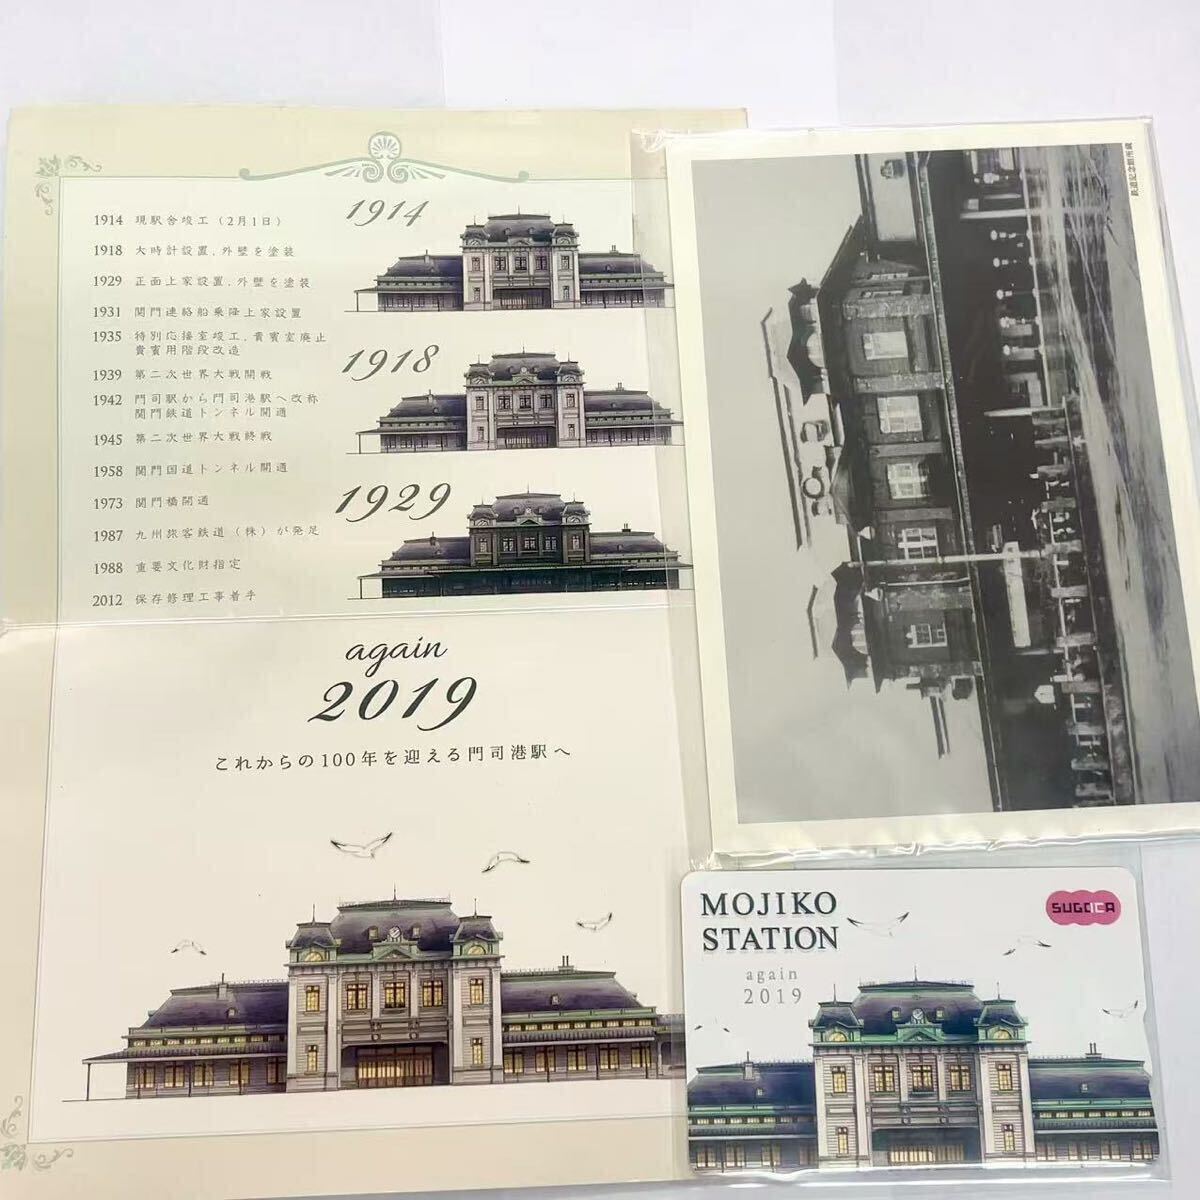 1914 現駅舎竣工(2月1日)
1918 大時計設置、外壁を塗装
1929 正面上家設置、外壁を塗装
1931 関門連絡船乗降上家設置
1935 特別応接室竣工、貴賓室廃止
貴賓用階段改造
1939 第二次世界大戦開戦
1942 門司駅から門司港駅へ改称
関門鉄道トンネル開通
1945 第二次世界大戦終戦
1958 関門国道トンネル開通
1973 関門橋開通
1987 九州旅客鉄道(株)が発足
1988 重要文化財指定
2012 保存修理工事着手
1914
1918
1929
again
2019
これからの100年を迎える門司港駅へ
鉄道記念館所蔵
MOJIKO
STATION
again
2019
SUGOCA